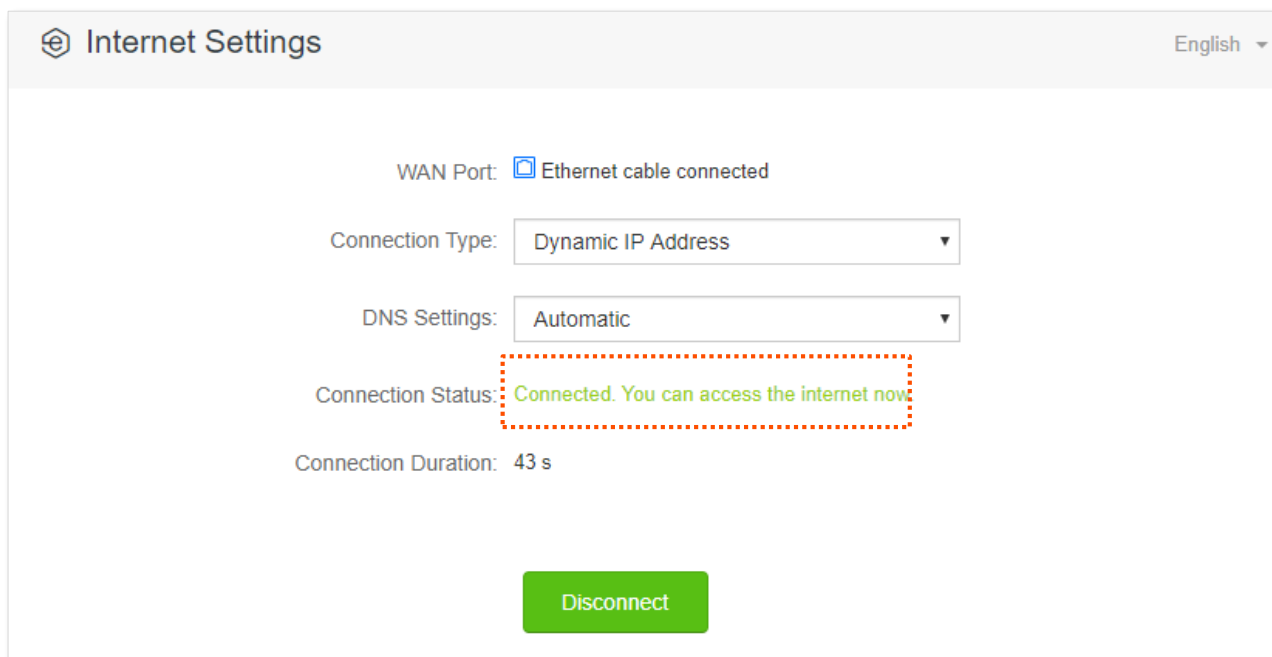 Internet Settings
English
WAN Port: Ethernet cable connected
Connection Type: Dynamic IP Address
DNS Settings: Automatic
Connection Status: Connected. You can access the internet now
Connection Duration: 43 s
Disconnect